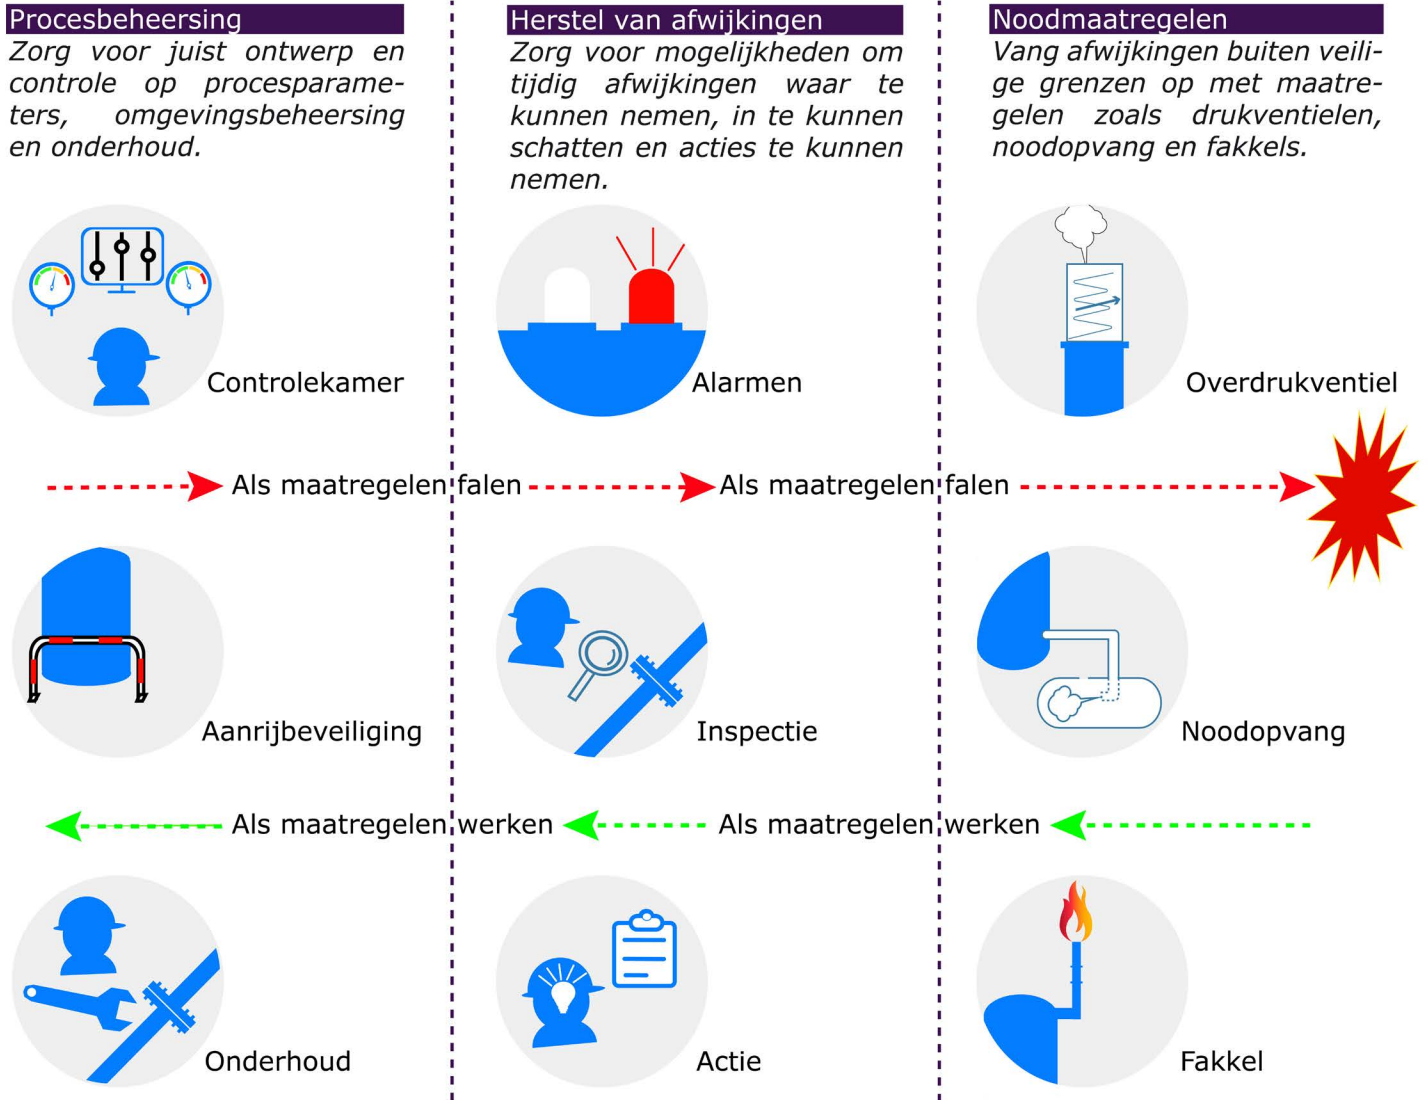 Procesbeheersing
Zorg voor juist ontwerp en
controle op procesparame-
ters, omgevingsbeheersing
en onderhoud.
Herstel van afwijkingen
Zorg voor mogelijkheden om
tijdig afwijkingen waar te
kunnen nemen, in te kunnen
schatten en acties te kunnen
nemen.
Noodmaatregelen
Vang afwijkingen buiten veili-
ge grenzen op met maatre-
gelen zoals drukventielen,
noodopvang en fakkels.
Controlekamer
Alarmen
Overdrukventiel
Als maatregelen falen
Als maatregelen falen
Aanrijbeveiliging
Inspectie
Noodopvang
Als maatregelen werken
Als maatregelen werken
Onderhoud
Actie
Fakkel